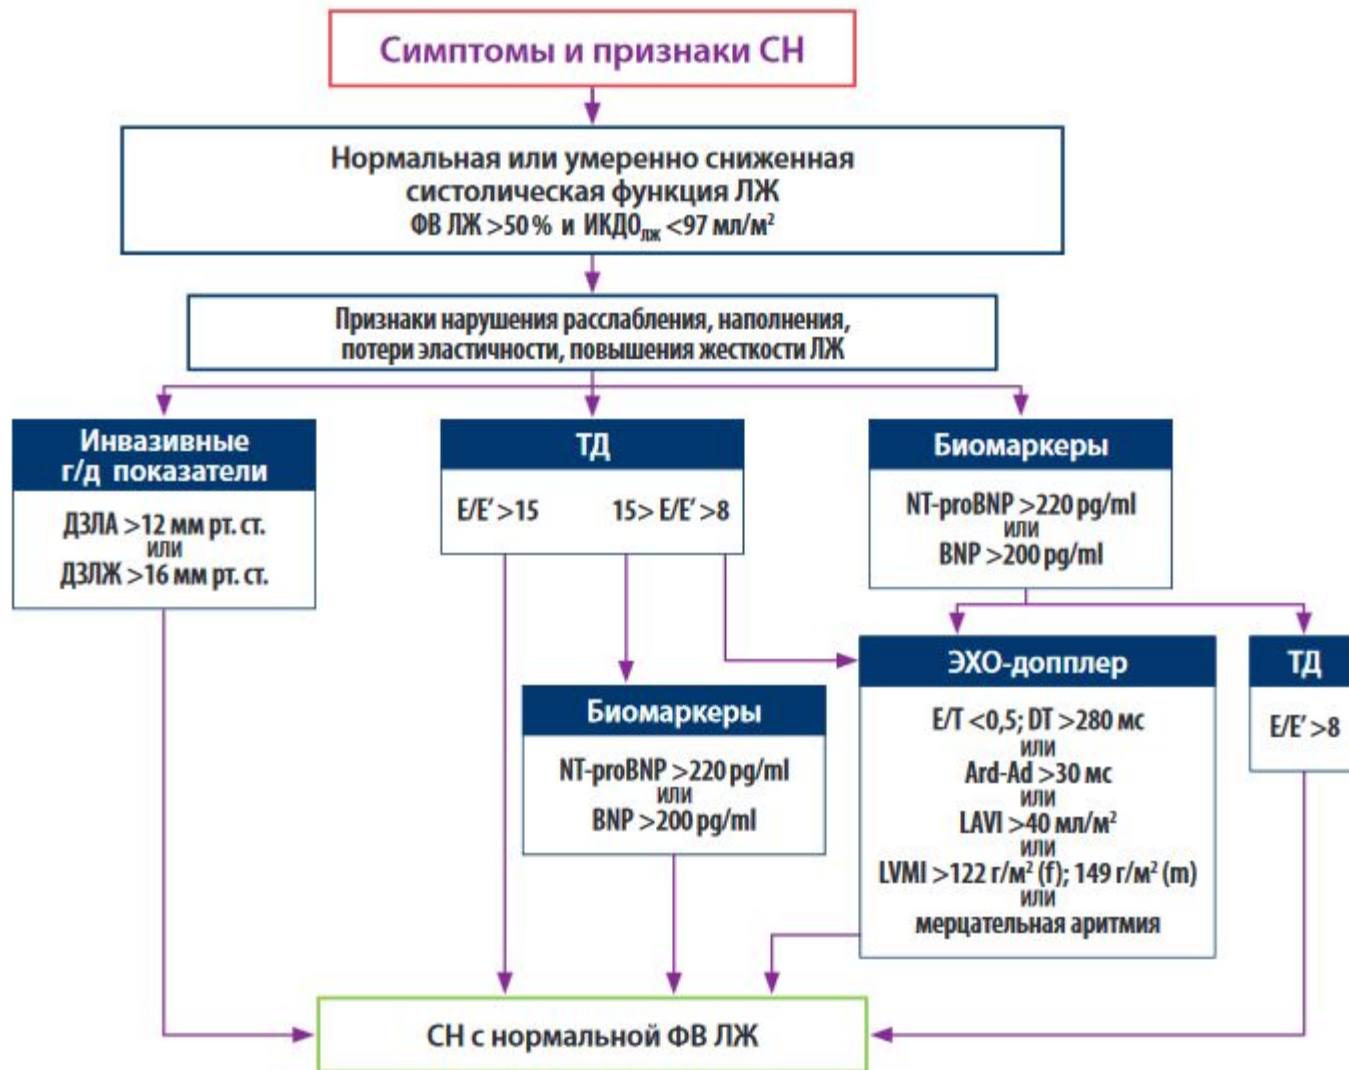 Симптомы и признаки СН
Нормальная или умеренно сниженная
систолическая функция ЛЖ
ФВ ЛЖ >50 % и ИКДОлж <97 мл/м²
Признаки нарушения расслабления, наполнения,
потери эластичности, повышения жесткости ЛЖ
Инвазивные
г/д показатели
ДЗЛА >12 мм рт. ст.
или
ДЗЛЖ >16 мм рт. ст.
ТД
E/E’ >15 15> E/E’ >8
Биомаркеры
NT-proBNP >220 pg/ml
или
BNP >200 pg/ml
Биомаркеры
NT-proBNP >220 pg/ml
или
BNP >200 pg/ml
ЭХО-допплер
E/T <0,5; DT >280 мс
или
Ard-Ad >30 мс
или
LAVI >40 мл/м²
или
LVMI >122 г/м² (f); 149 г/м² (m)
или
мерцательная аритмия
ТД
E/E’ >8
СН с нормальной ФВ ЛЖ